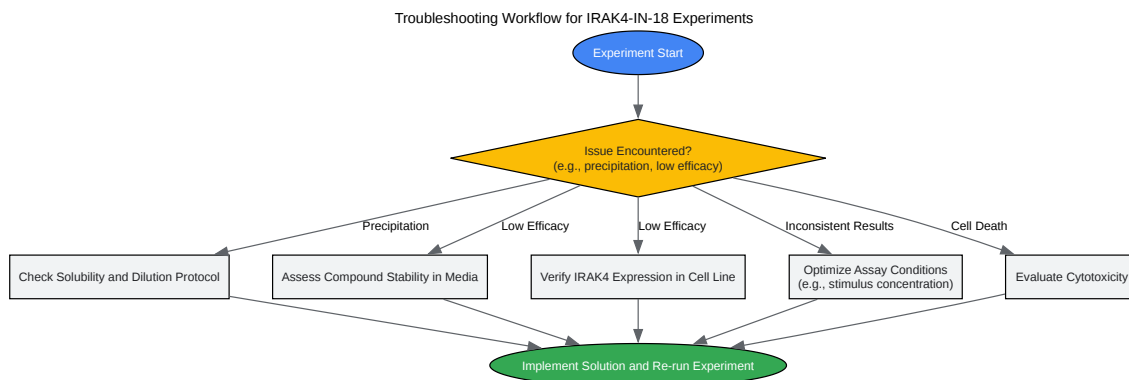 Troubleshooting Workflow for IRAK4-IN-18 Experiments
Experiment Start
Issue Encountered?
(e.g., precipitation, low efficacy)
Precipitation
Low Efficacy
Low Efficacy
Inconsistent Results
Cell Death
Check Solubility and Dilution Protocol
Assess Compound Stability in Media
Verify IRAK4 Expression in Cell Line
Optimize Assay Conditions
(e.g., stimulus concentration)
Evaluate Cytotoxicity
Implement Solution and Re-run Experiment